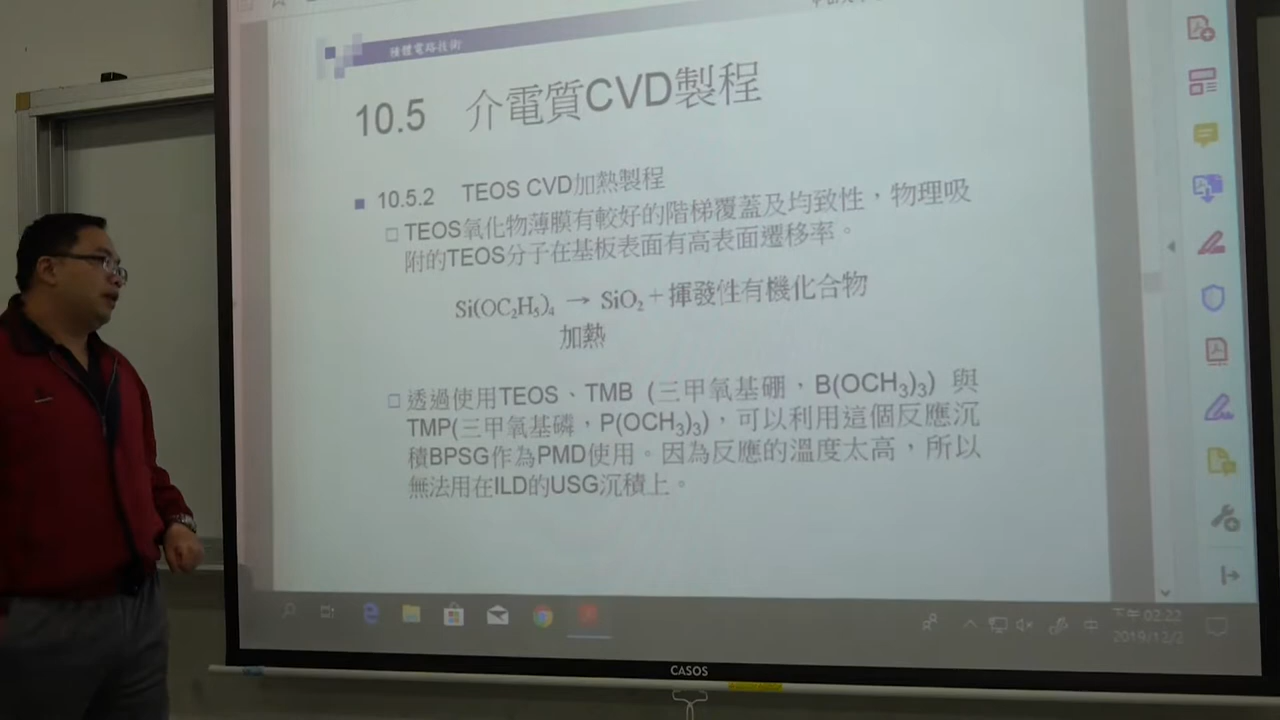 積體電路技術
10.5 介電質CVD製程
10.5.2 TEOS CVD加熱製程
TEOS氧化物薄膜有較好的階梯覆蓋及均致性，物理吸
附的TEOS分子在基板表面有高表面遷移率。
Si(OC₂H₅)₄ → SiO₂ + 揮發性有機化合物
加熱
透過使用TEOS、TMB (三甲氧基硼，B(OCH₃)₃) 與
TMP(三甲氧基磷，P(OCH₃)₃)，可以利用這個反應沉
積BPSG作為PMD使用。因為反應的溫度太高，所以
無法用在ILD的USG沉積上。
中
下午 02:22
2019/12/2
CASOS